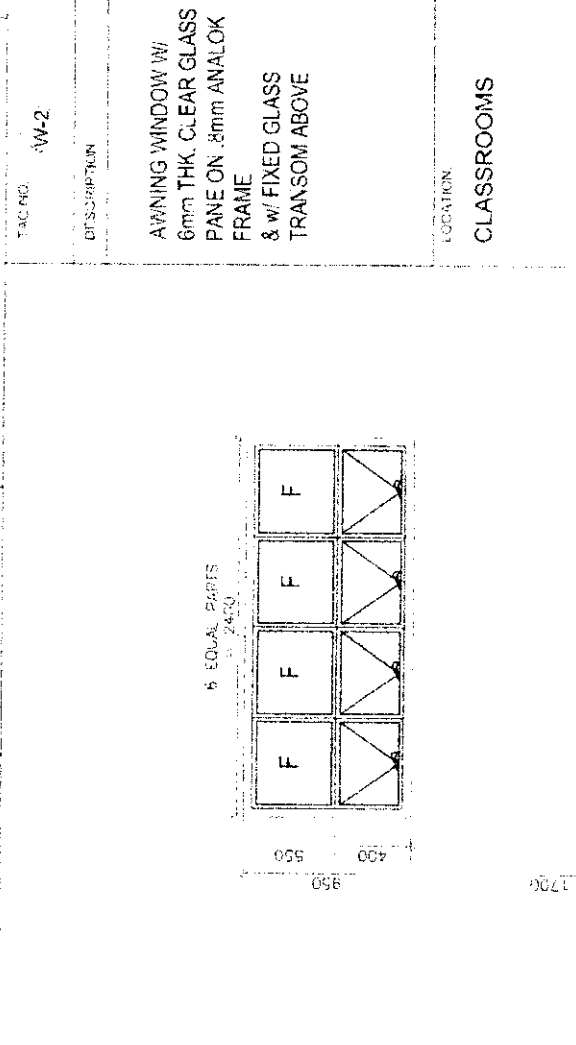 TAG NO. W-2
DESCRIPTION
AWNING WINDOW W/
6mm THK. CLEAR GLASS
PANE ON .8mm ANALOK
FRAME
& w/ FIXED GLASS
TRANSOM ABOVE
LOCATION:
CLASSROOMS
6 EQUAL PARTS
= 2400
F F F F
550
400
950
1700